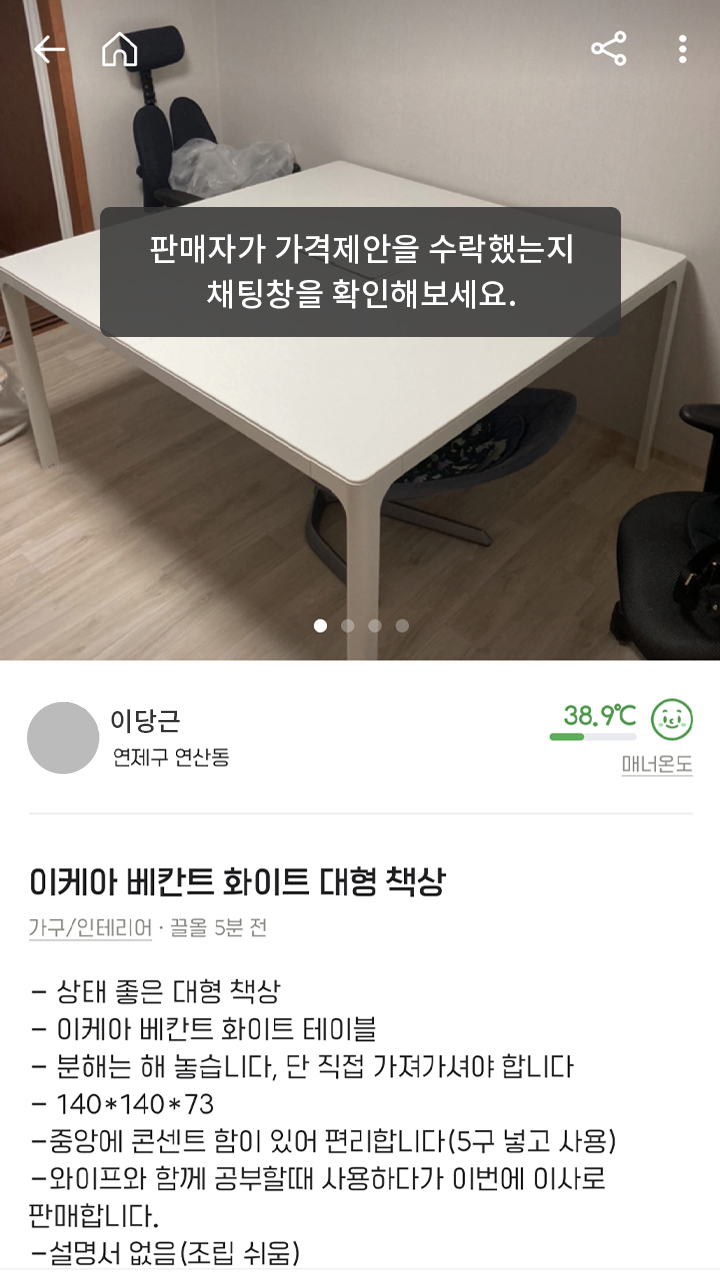 판매자가 가격제안을 수락했는지
채팅창을 확인해보세요.
이당근
연제구 연산동
38.9℃
매너온도
이케아 베칸트 화이트 대형 책상
가구/인테리어 · 끌올 5분 전
- 상태 좋은 대형 책상
- 이케아 베칸트 화이트 테이블
- 분해는 해 놓습니다, 단 직접 가져가셔야 합니다
- 140*140*73
-중앙에 콘센트 함이 있어 편리합니다(5구 넣고 사용)
-와이프와 함께 공부할때 사용하다가 이번에 이사로
판매합니다.
-설명서 없음(조립 쉬움)